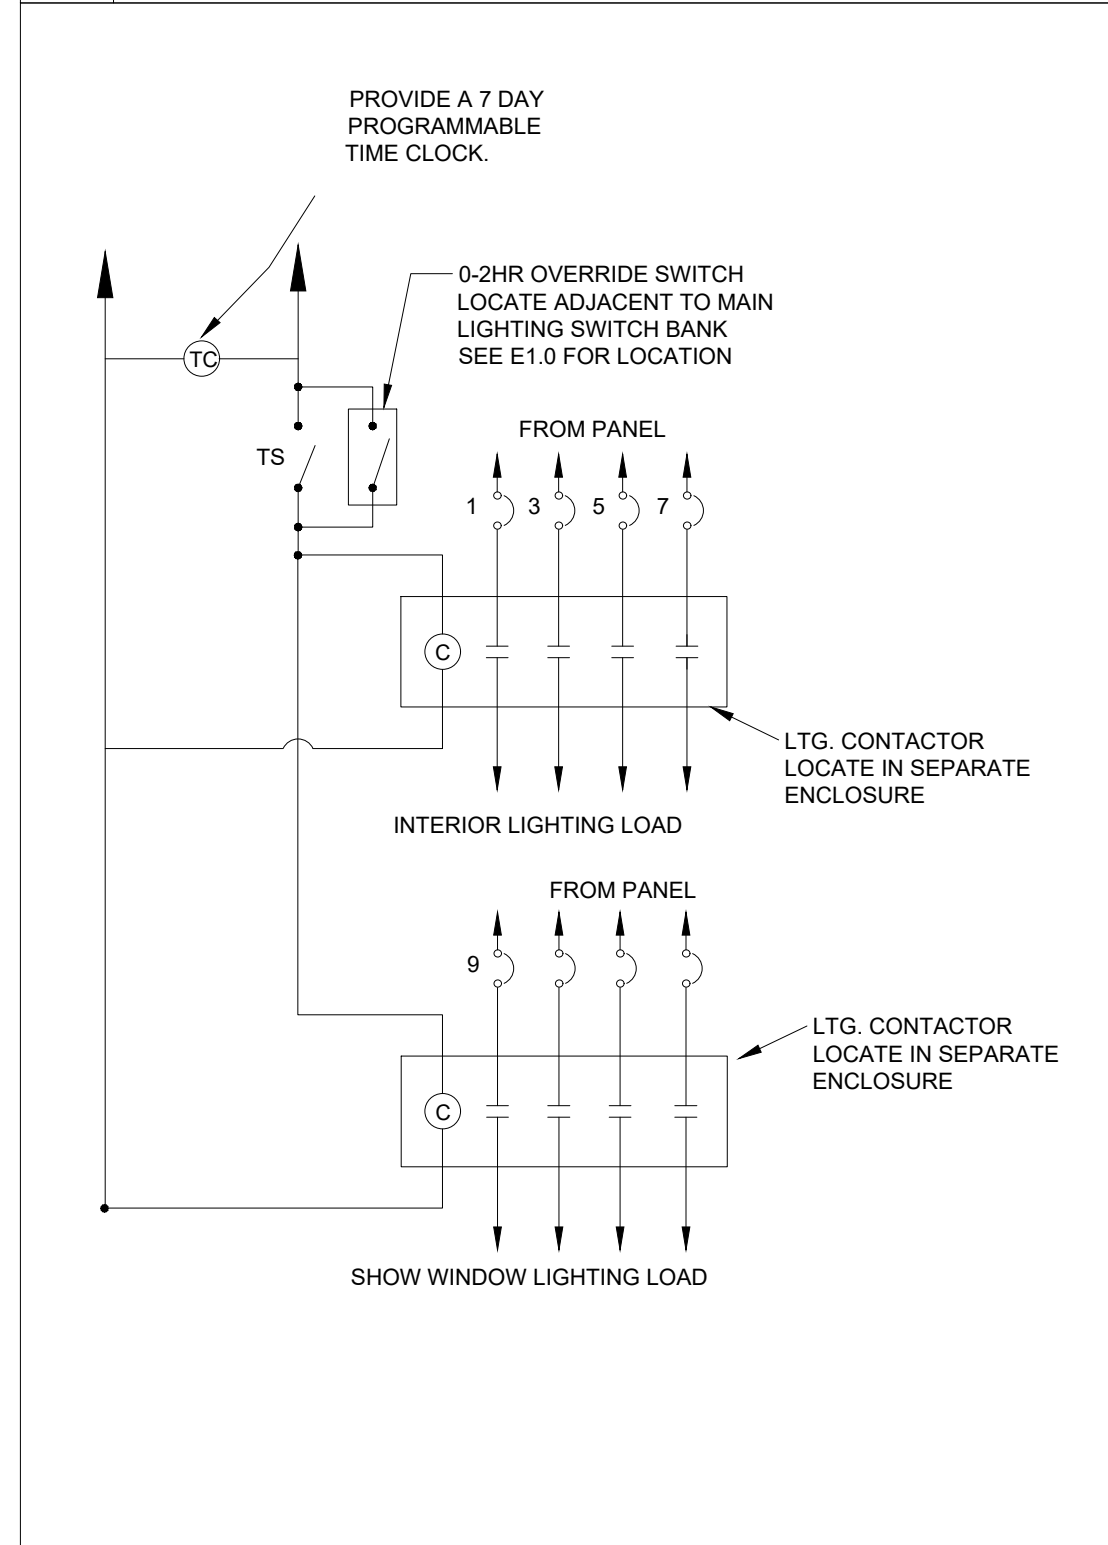 PROVIDE A 7 DAY
PROGRAMMABLE
TIME CLOCK.
0-2HR OVERRIDE SWITCH
LOCATE ADJACENT TO MAIN
LIGHTING SWITCH BANK
SEE E1.0 FOR LOCATION
TC
TS
FROM PANEL
1 3 5 7
C
LTG. CONTACTOR
LOCATE IN SEPARATE
ENCLOSURE
INTERIOR LIGHTING LOAD
FROM PANEL
9
LTG. CONTACTOR
LOCATE IN SEPARATE
ENCLOSURE
C
SHOW WINDOW LIGHTING LOAD